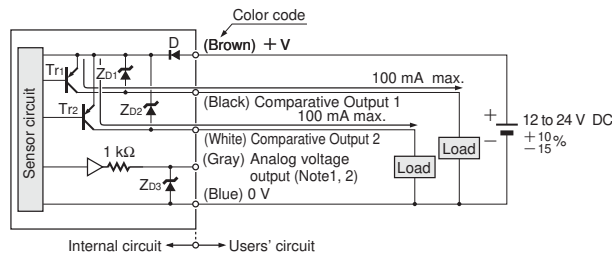 Color code
D
(Brown) +V
Tr1
ZD1
100 mA max.
(Black) Comparative Output 1
Tr2
ZD2
100 mA max.
(White) Comparative Output 2
Sensor circuit
1 kΩ
(Gray) Analog voltage
output (Note1, 2)
ZD3
(Blue) 0 V
Load
Load
+
−
12 to 24 V DC
+10
−15 %
Internal circuit
Users' circuit